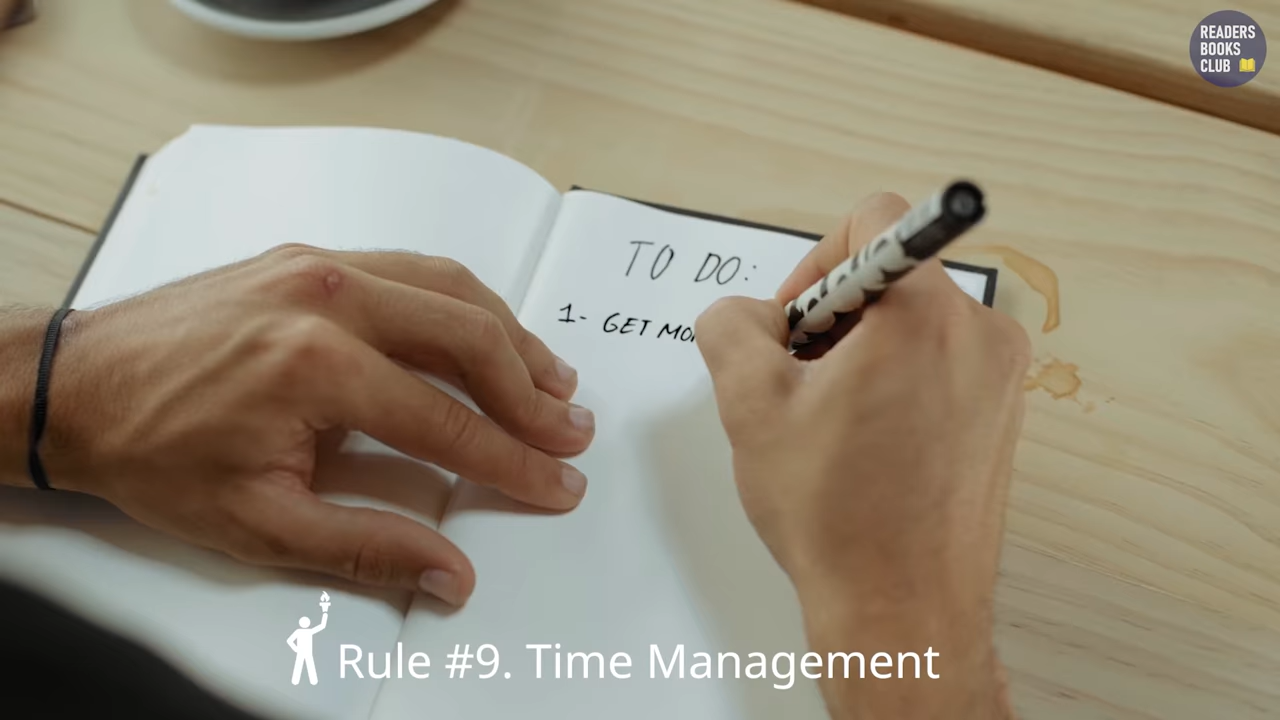 READERS
BOOKS
CLUB
TO DO:
1- GET
Rule #9. Time Management